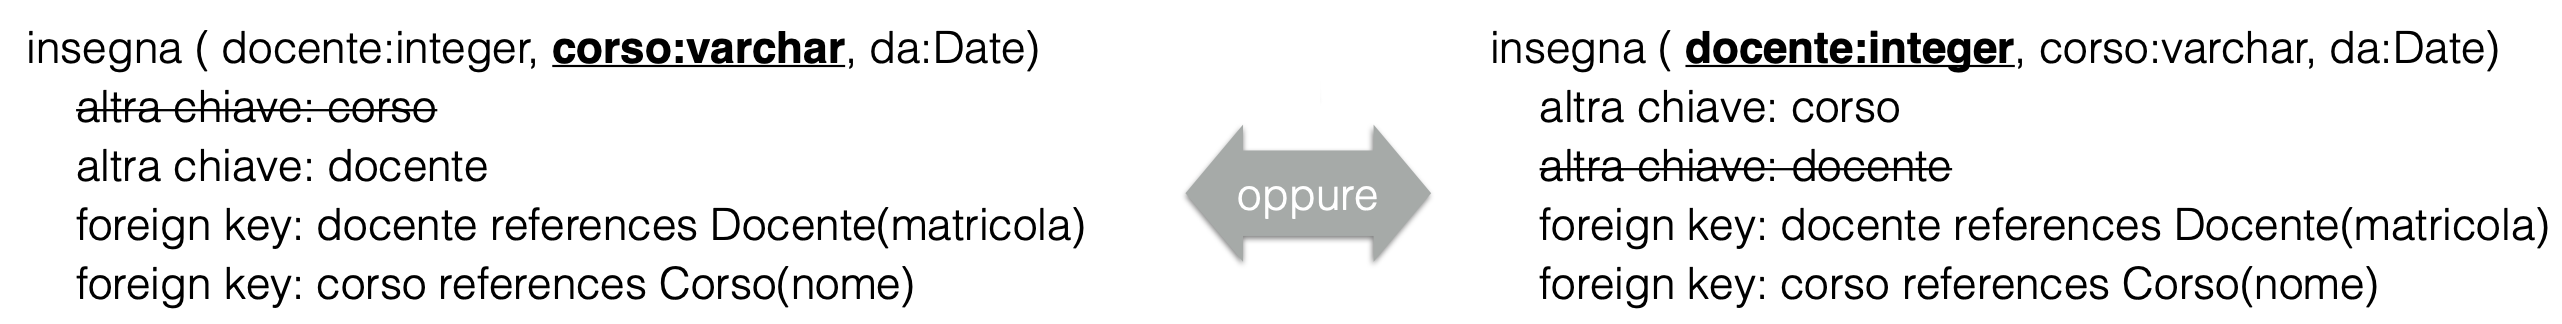 insegna ( docente:integer, corso:varchar, da:Date)
altra chiave: corso
altra chiave: docente
foreign key: docente references Docente(matricola)
foreign key: corso references Corso(nome)
oppure
insegna ( docente:integer, corso:varchar, da:Date)
altra chiave: corso
altra chiave: docente
foreign key: docente references Docente(matricola)
foreign key: corso references Corso(nome)